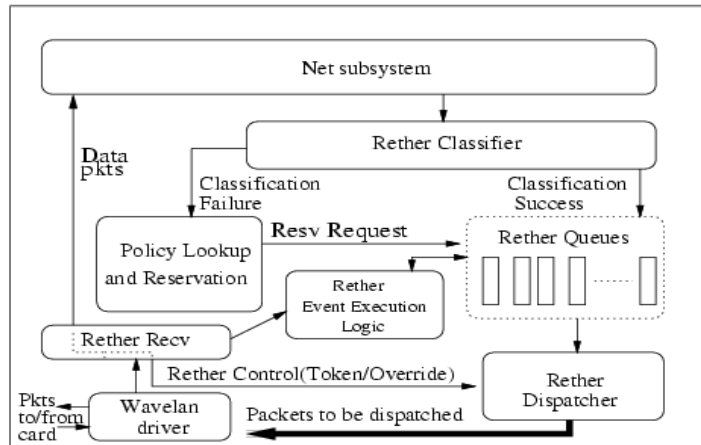 Net subsystem
Rether Classifier
Data
pkts
Classification
Failure
Classification
Success
Policy Lookup
and Reservation
Resv Request
Rether Queues
Rether
Event Execution
Logic
Rether Recv
Rether Control(Token/Override)
Rether
Dispatcher
Pkts
to/from
card
Wavelan
driver
Packets to be dispatched